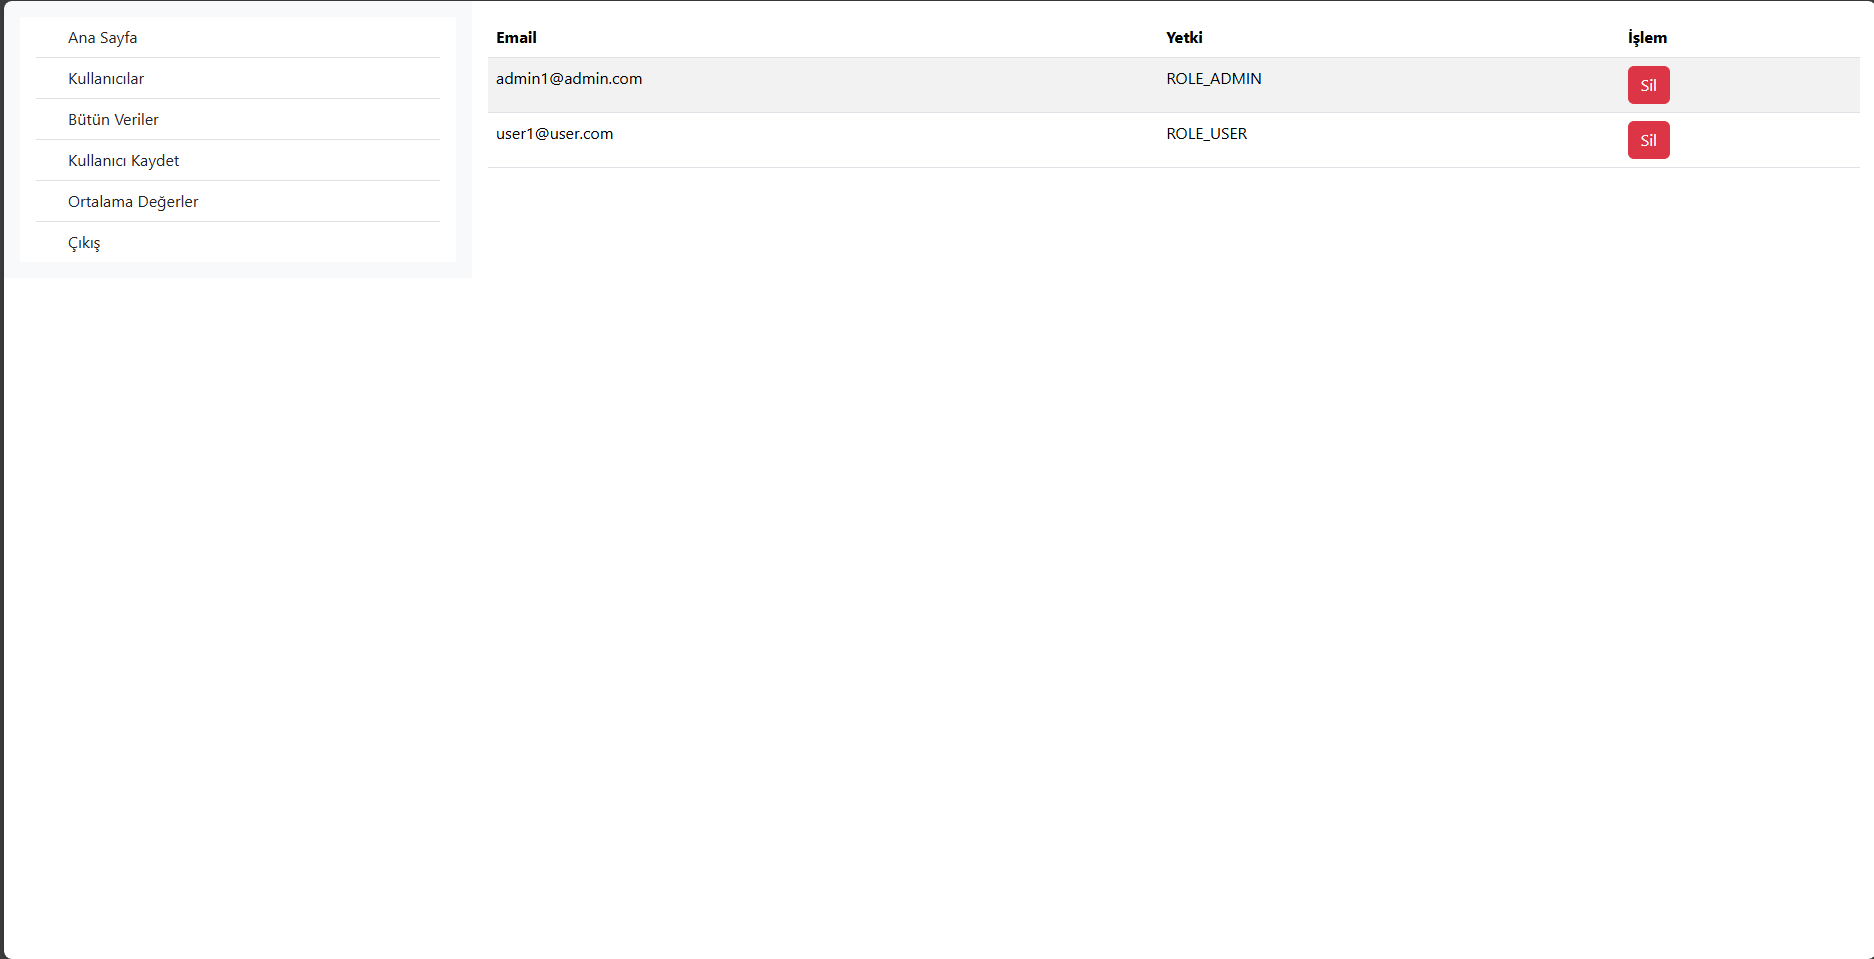 Ana Sayfa
Kullanıcılar
Bütün Veriler
Kullanıcı Kaydet
Ortalama Değerler
Çıkış
Email Yetki İşlem
admin1@admin.com ROLE_ADMIN Sil
user1@user.com ROLE_USER Sil